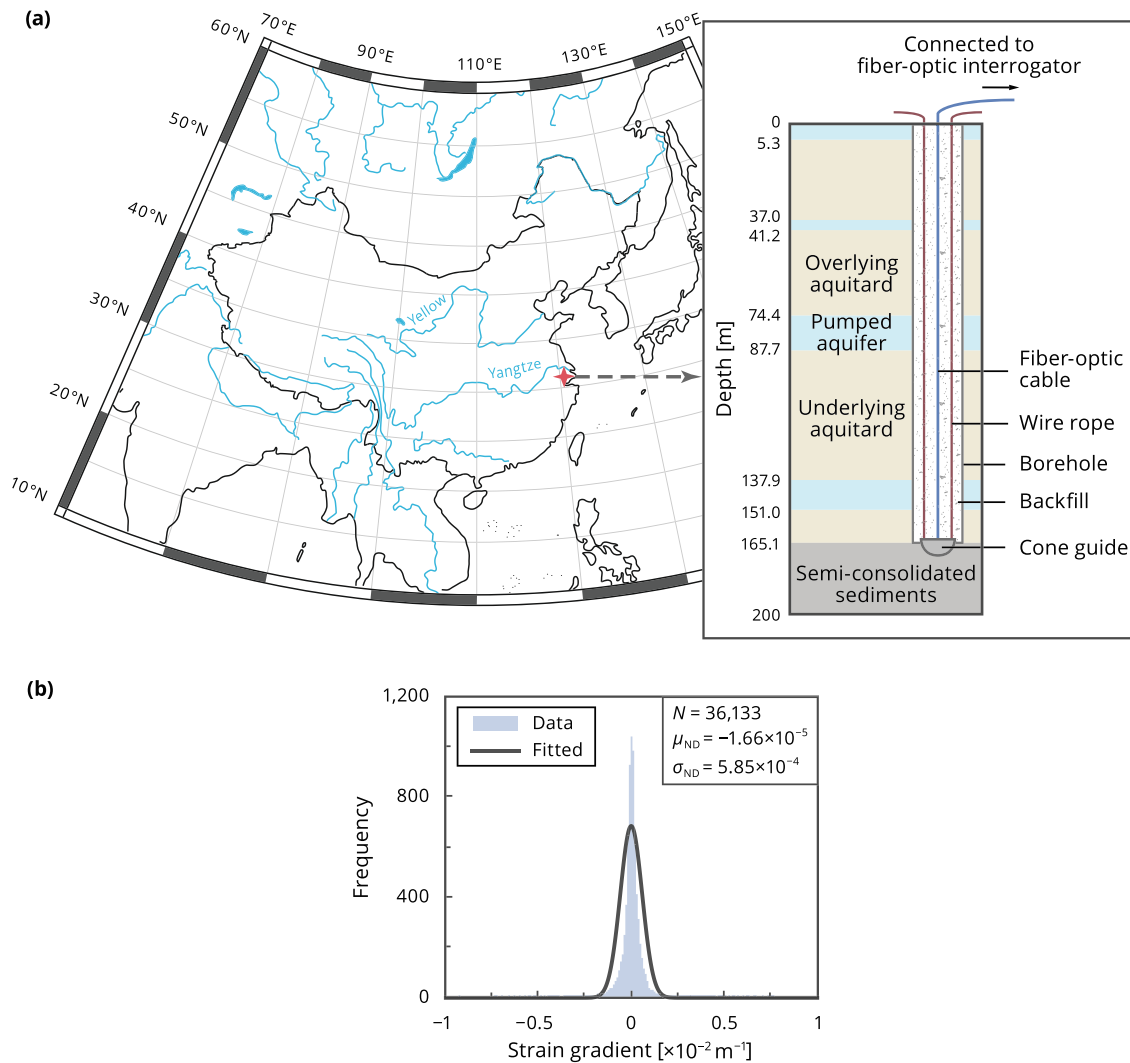 (a)
70°E
90°E
110°E
130°E
150°E
60°N
50°N
40°N
30°N
20°N
10°N
Yellow
Yangtze
Connected to
fiber-optic interrogator
Depth [m]
0
5.3
37.0
41.2
74.4
87.7
137.9
151.0
165.1
200
Overlying
aquitard
Pumped
aquifer
Underlying
aquitard
Semi-consolidated
sediments
Fiber-optic
cable
Wire rope
Borehole
Backfill
Cone guide
(b)
Frequency
1,200
800
400
0
Data
Fitted
N = 36,133
μND = −1.66×10⁻⁵
σND = 5.85×10⁻⁴
−1
−0.5
0
0.5
1
Strain gradient [×10⁻² m⁻¹]